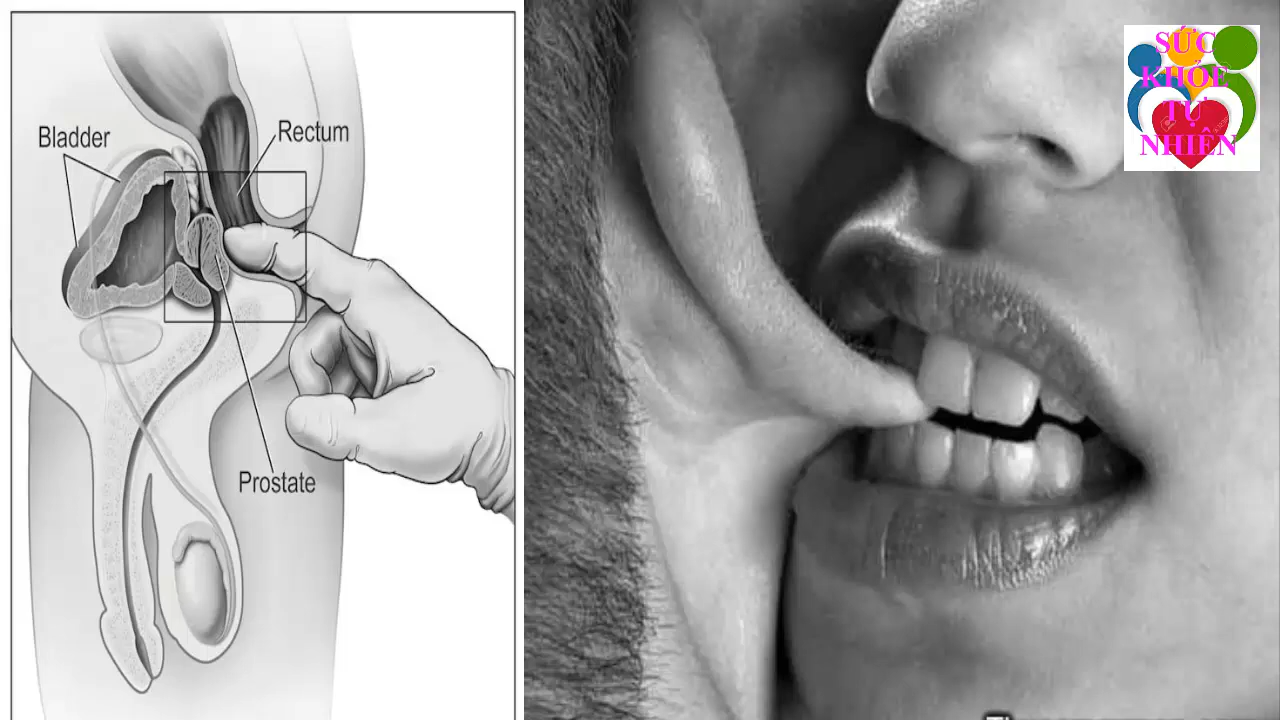 Bladder
Rectum
Prostate
SỨC
KHỎE
TỰ
NHIÊN